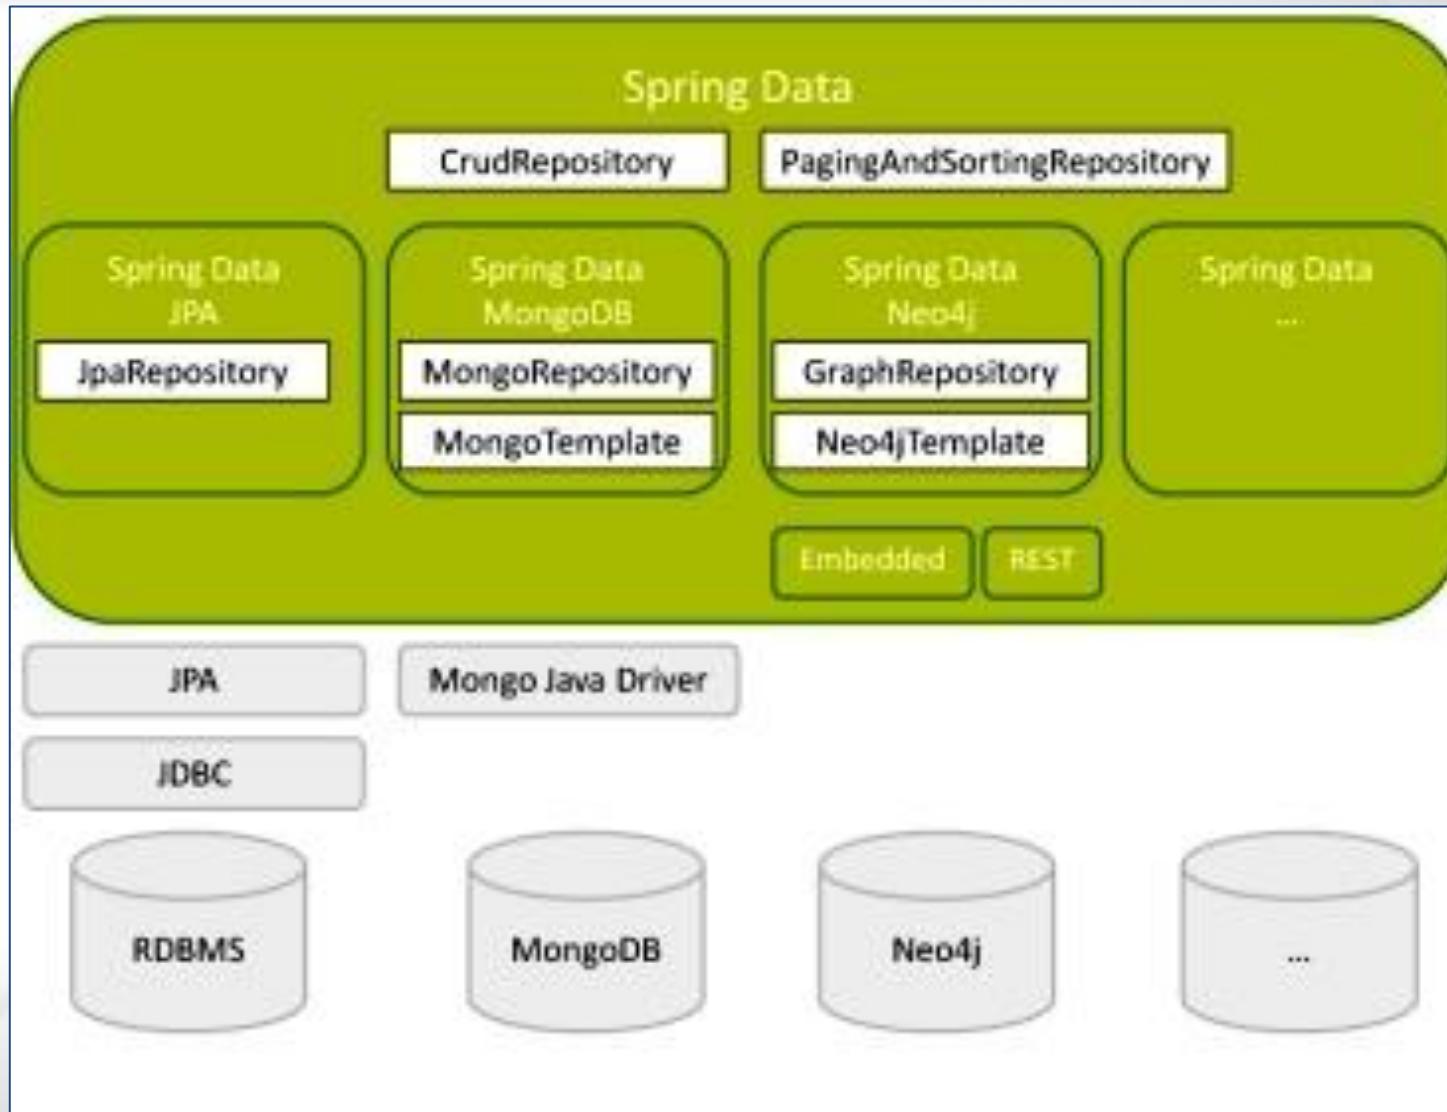 Spring Data
CrudRepository
PagingAndSortingRepository
Spring Data
JPA
JpaRepository
Spring Data
MongoDB
MongoRepository
MongoTemplate
Spring Data
Neo4j
GraphRepository
Neo4jTemplate
Spring Data
...
Embedded
REST
JPA
Mongo Java Driver
JDBC
RDBMS
MongoDB
Neo4j
...